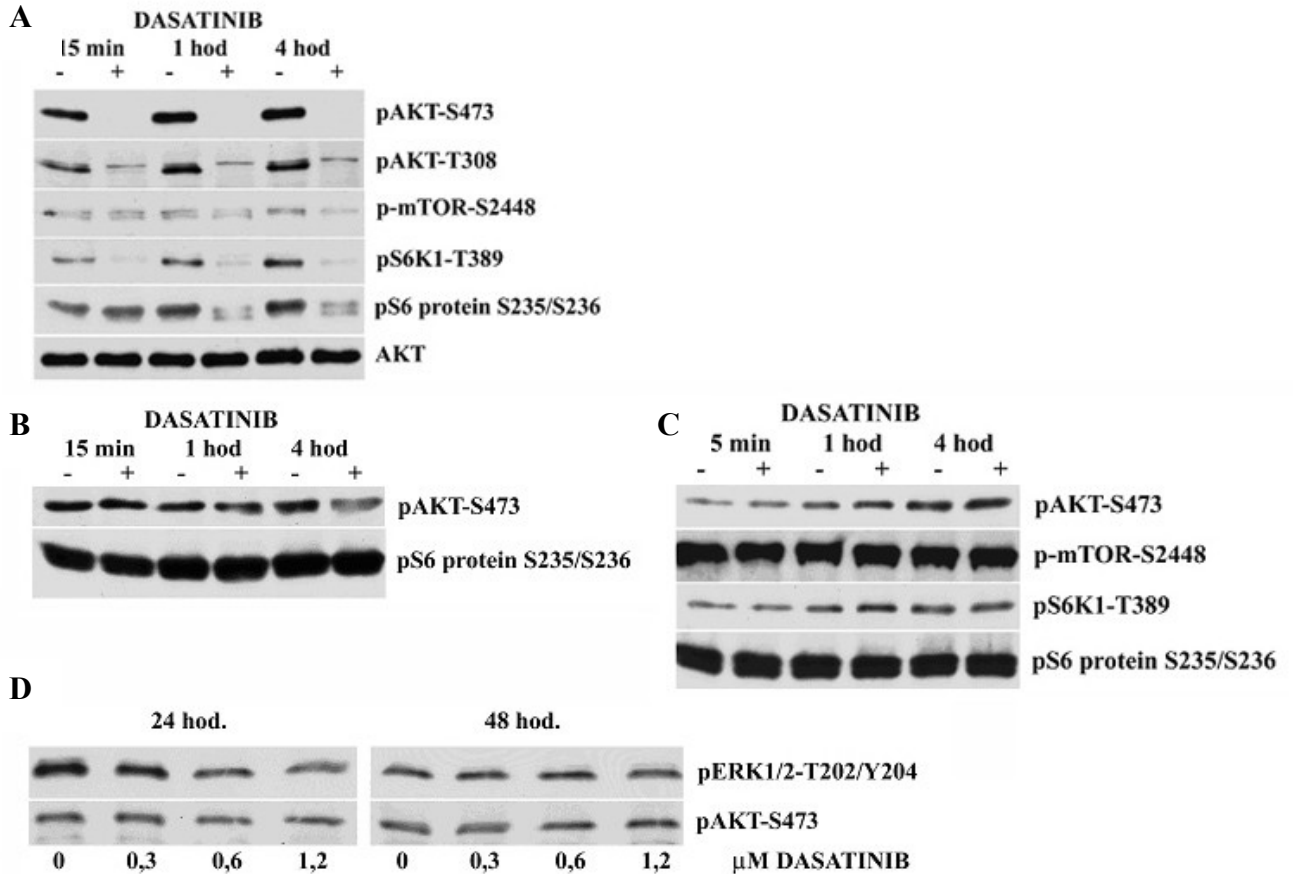 A
DASATINIB
15 min 1 hod 4 hod
- + - + - +
pAKT-S473
pAKT-T308
p-mTOR-S2448
pS6K1-T389
pS6 protein S235/S236
AKT
B
DASATINIB
15 min 1 hod 4 hod
- + - + - +
pAKT-S473
pS6 protein S235/S236
C
DASATINIB
5 min 1 hod 4 hod
- + - + - +
pAKT-S473
p-mTOR-S2448
pS6K1-T389
pS6 protein S235/S236
D
24 hod. 48 hod.
pERK1/2-T202/Y204
pAKT-S473
0 0,3 0,6 1,2 0 0,3 0,6 1,2 µM DASATINIB